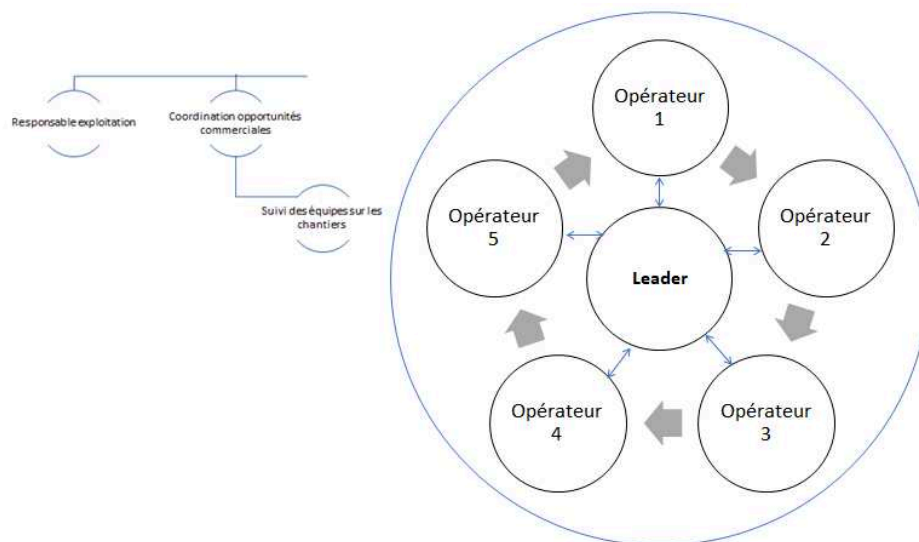 Responsable exploitation
Coordination opportunités
commerciales
Suivi des équipes sur les
chantiers
Opérateur
1
Opérateur
2
Opérateur
3
Opérateur
4
Opérateur
5
Leader